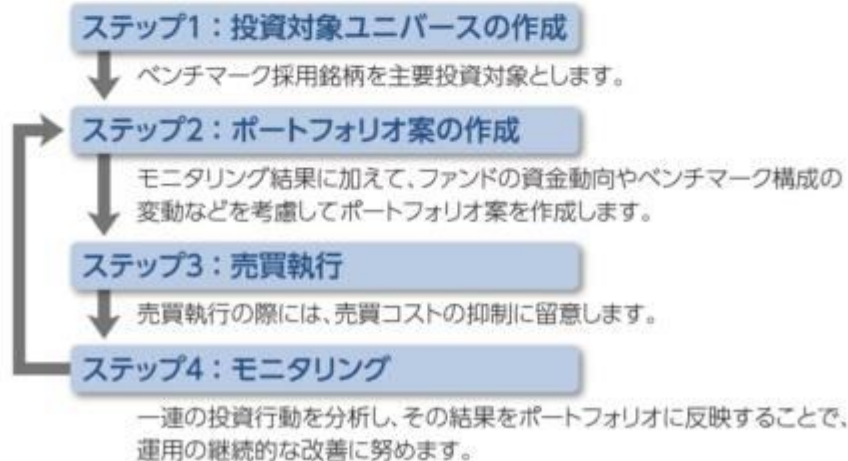 ステップ1：投資対象ユニバースの作成
ベンチマーク採用銘柄を主要投資対象とします。
ステップ2：ポートフォリオ案の作成
モニタリング結果に加えて、ファンドの資金動向やベンチマーク構成の
変動などを考慮してポートフォリオ案を作成します。
ステップ3：売買執行
売買執行の際には、売買コストの抑制に留意します。
ステップ4：モニタリング
一連の投資行動を分析し、その結果をポートフォリオに反映することで、
運用の継続的な改善に努めます。